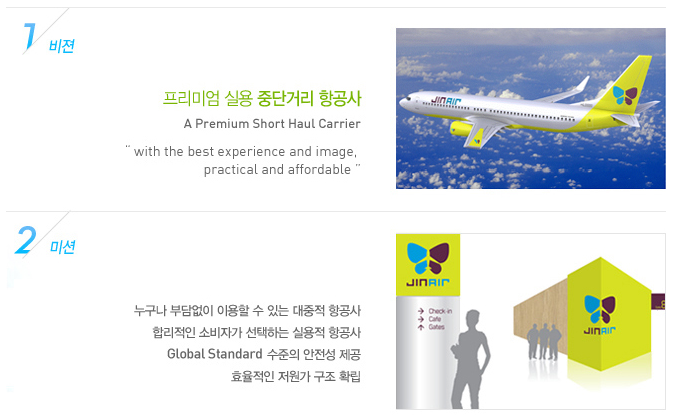 1 비젼
프리미엄 실용 중단거리 항공사
A Premium Short Haul Carrier
" with the best experience and image,
practical and affordable "
JINAIR
2 미션
누구나 부담없이 이용할 수 있는 대중적 항공사
합리적인 소비자가 선택하는 실용적 항공사
Global Standard 수준의 안전성 제공
효율적인 저원가 구조 확립
JINAIR
→ Check-in
→ Cafe
↑ Gates
JINAIR